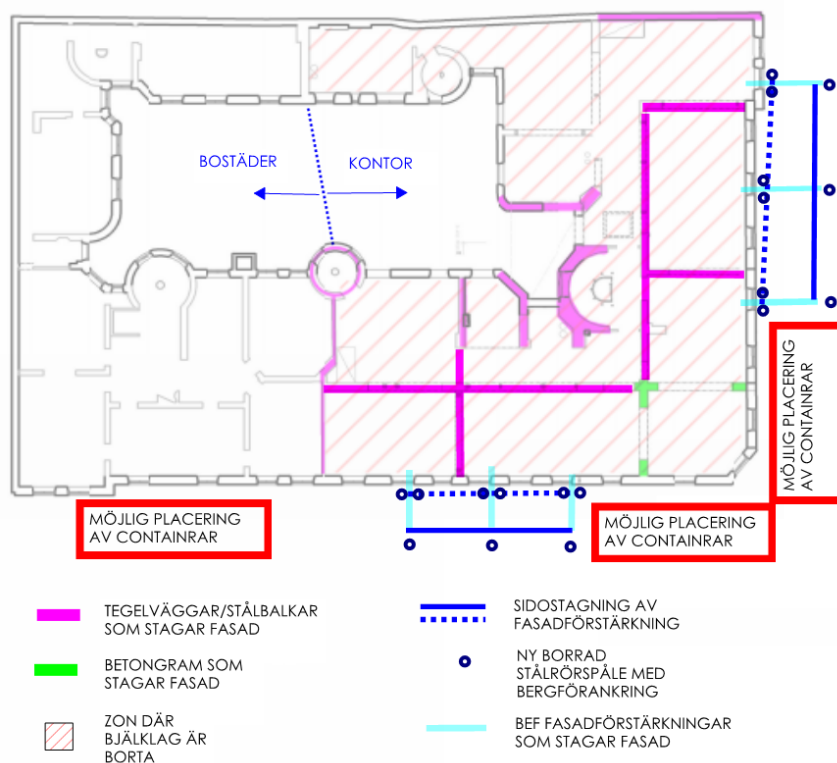 BOSTÄDER
KONTOR
MÖJLIG PLACERING
AV CONTAINRAR
MÖJLIG PLACERING
AV CONTAINRAR
MÖJLIG PLACERING
AV CONTAINRAR
TEGELVÄGGAR/STÅLBALKAR
SOM STAGAR FASAD
BETONGRAM SOM
STAGAR FASAD
ZON DÄR
BJÄLKLAG ÄR
BORTA
SIDOSTAGNING AV
FASADFÖRSTÄRKNING
NY BORRAD
STÅLRÖRSPÅLE MED
BERGFÖRANKRING
BEF FASADFÖRSTÄRKNINGAR
SOM STAGAR FASAD